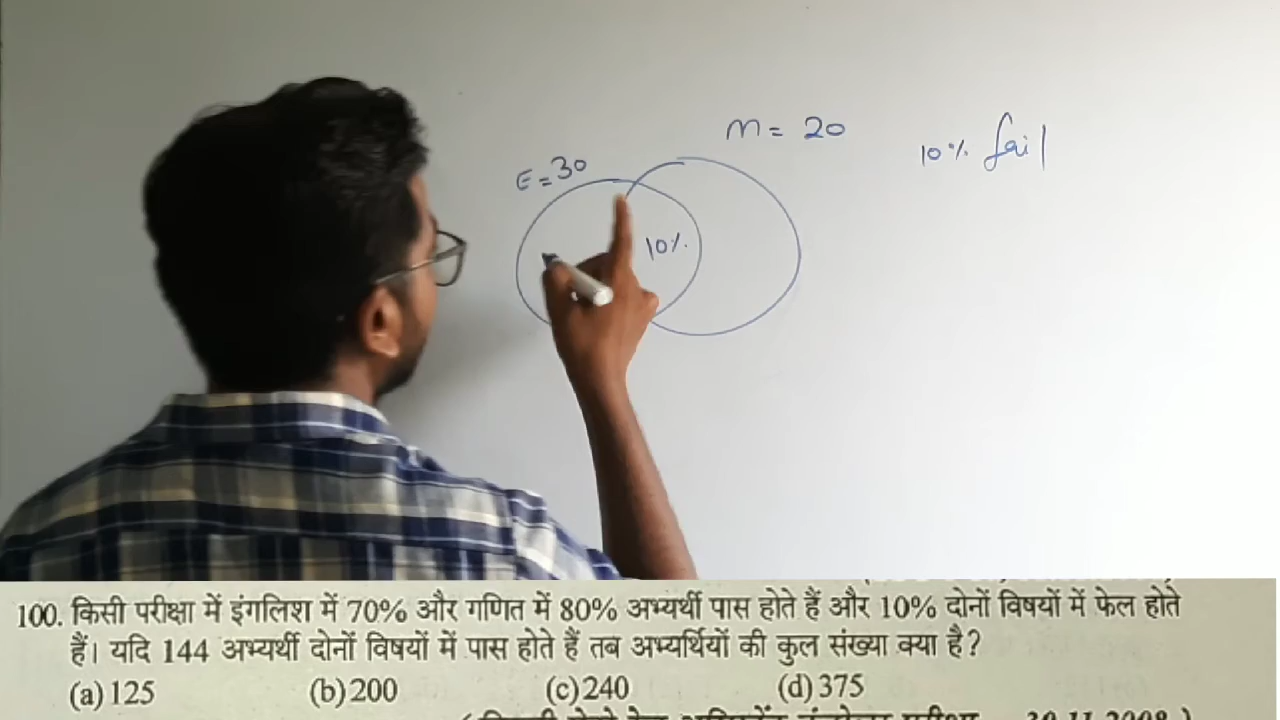 m = 20
10% fail
E = 30
10%
100. किसी परीक्षा में इंगलिश में 70% और गणित में 80% अभ्यर्थी पास होते हैं और 10% दोनों विषयों में फेल होते
हैं। यदि 144 अभ्यर्थी दोनों विषयों में पास होते हैं तब अभ्यर्थियों की कुल संख्या क्या है?
(a) 125 (b) 200 (c) 240 (d) 375